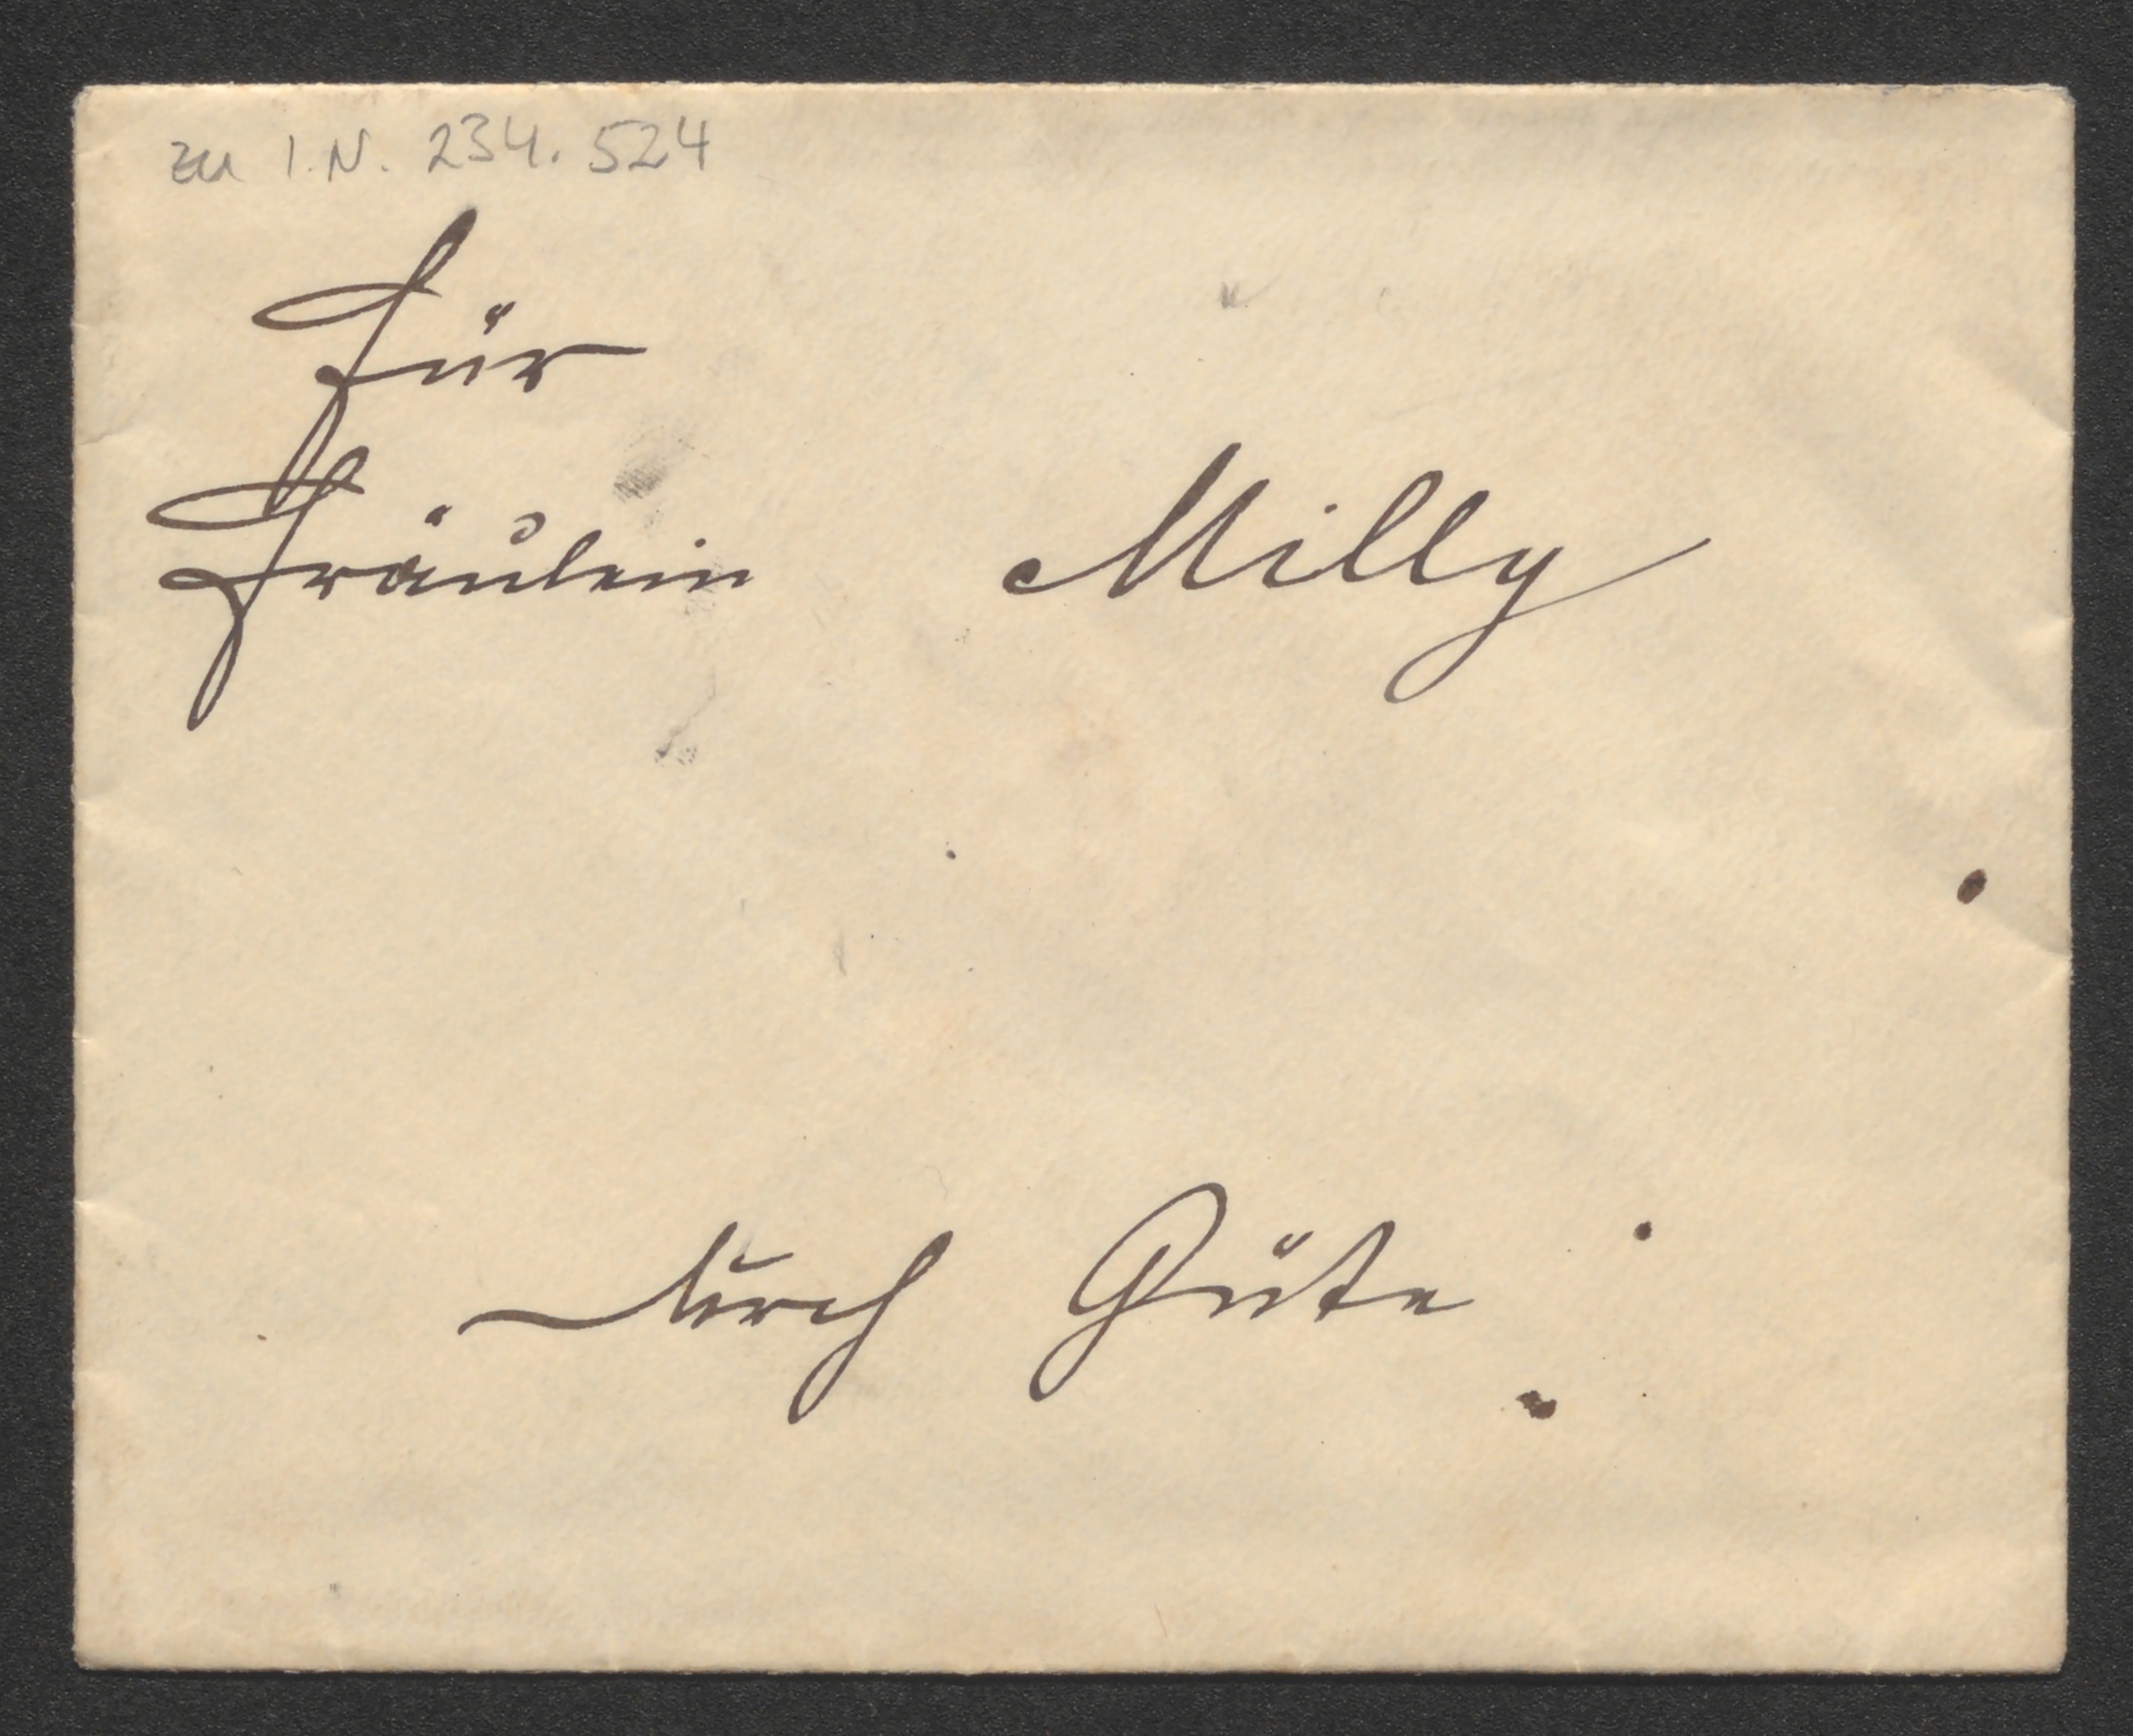 zu I.N. 234.524
Für
Fräulein Milly
durch Güte